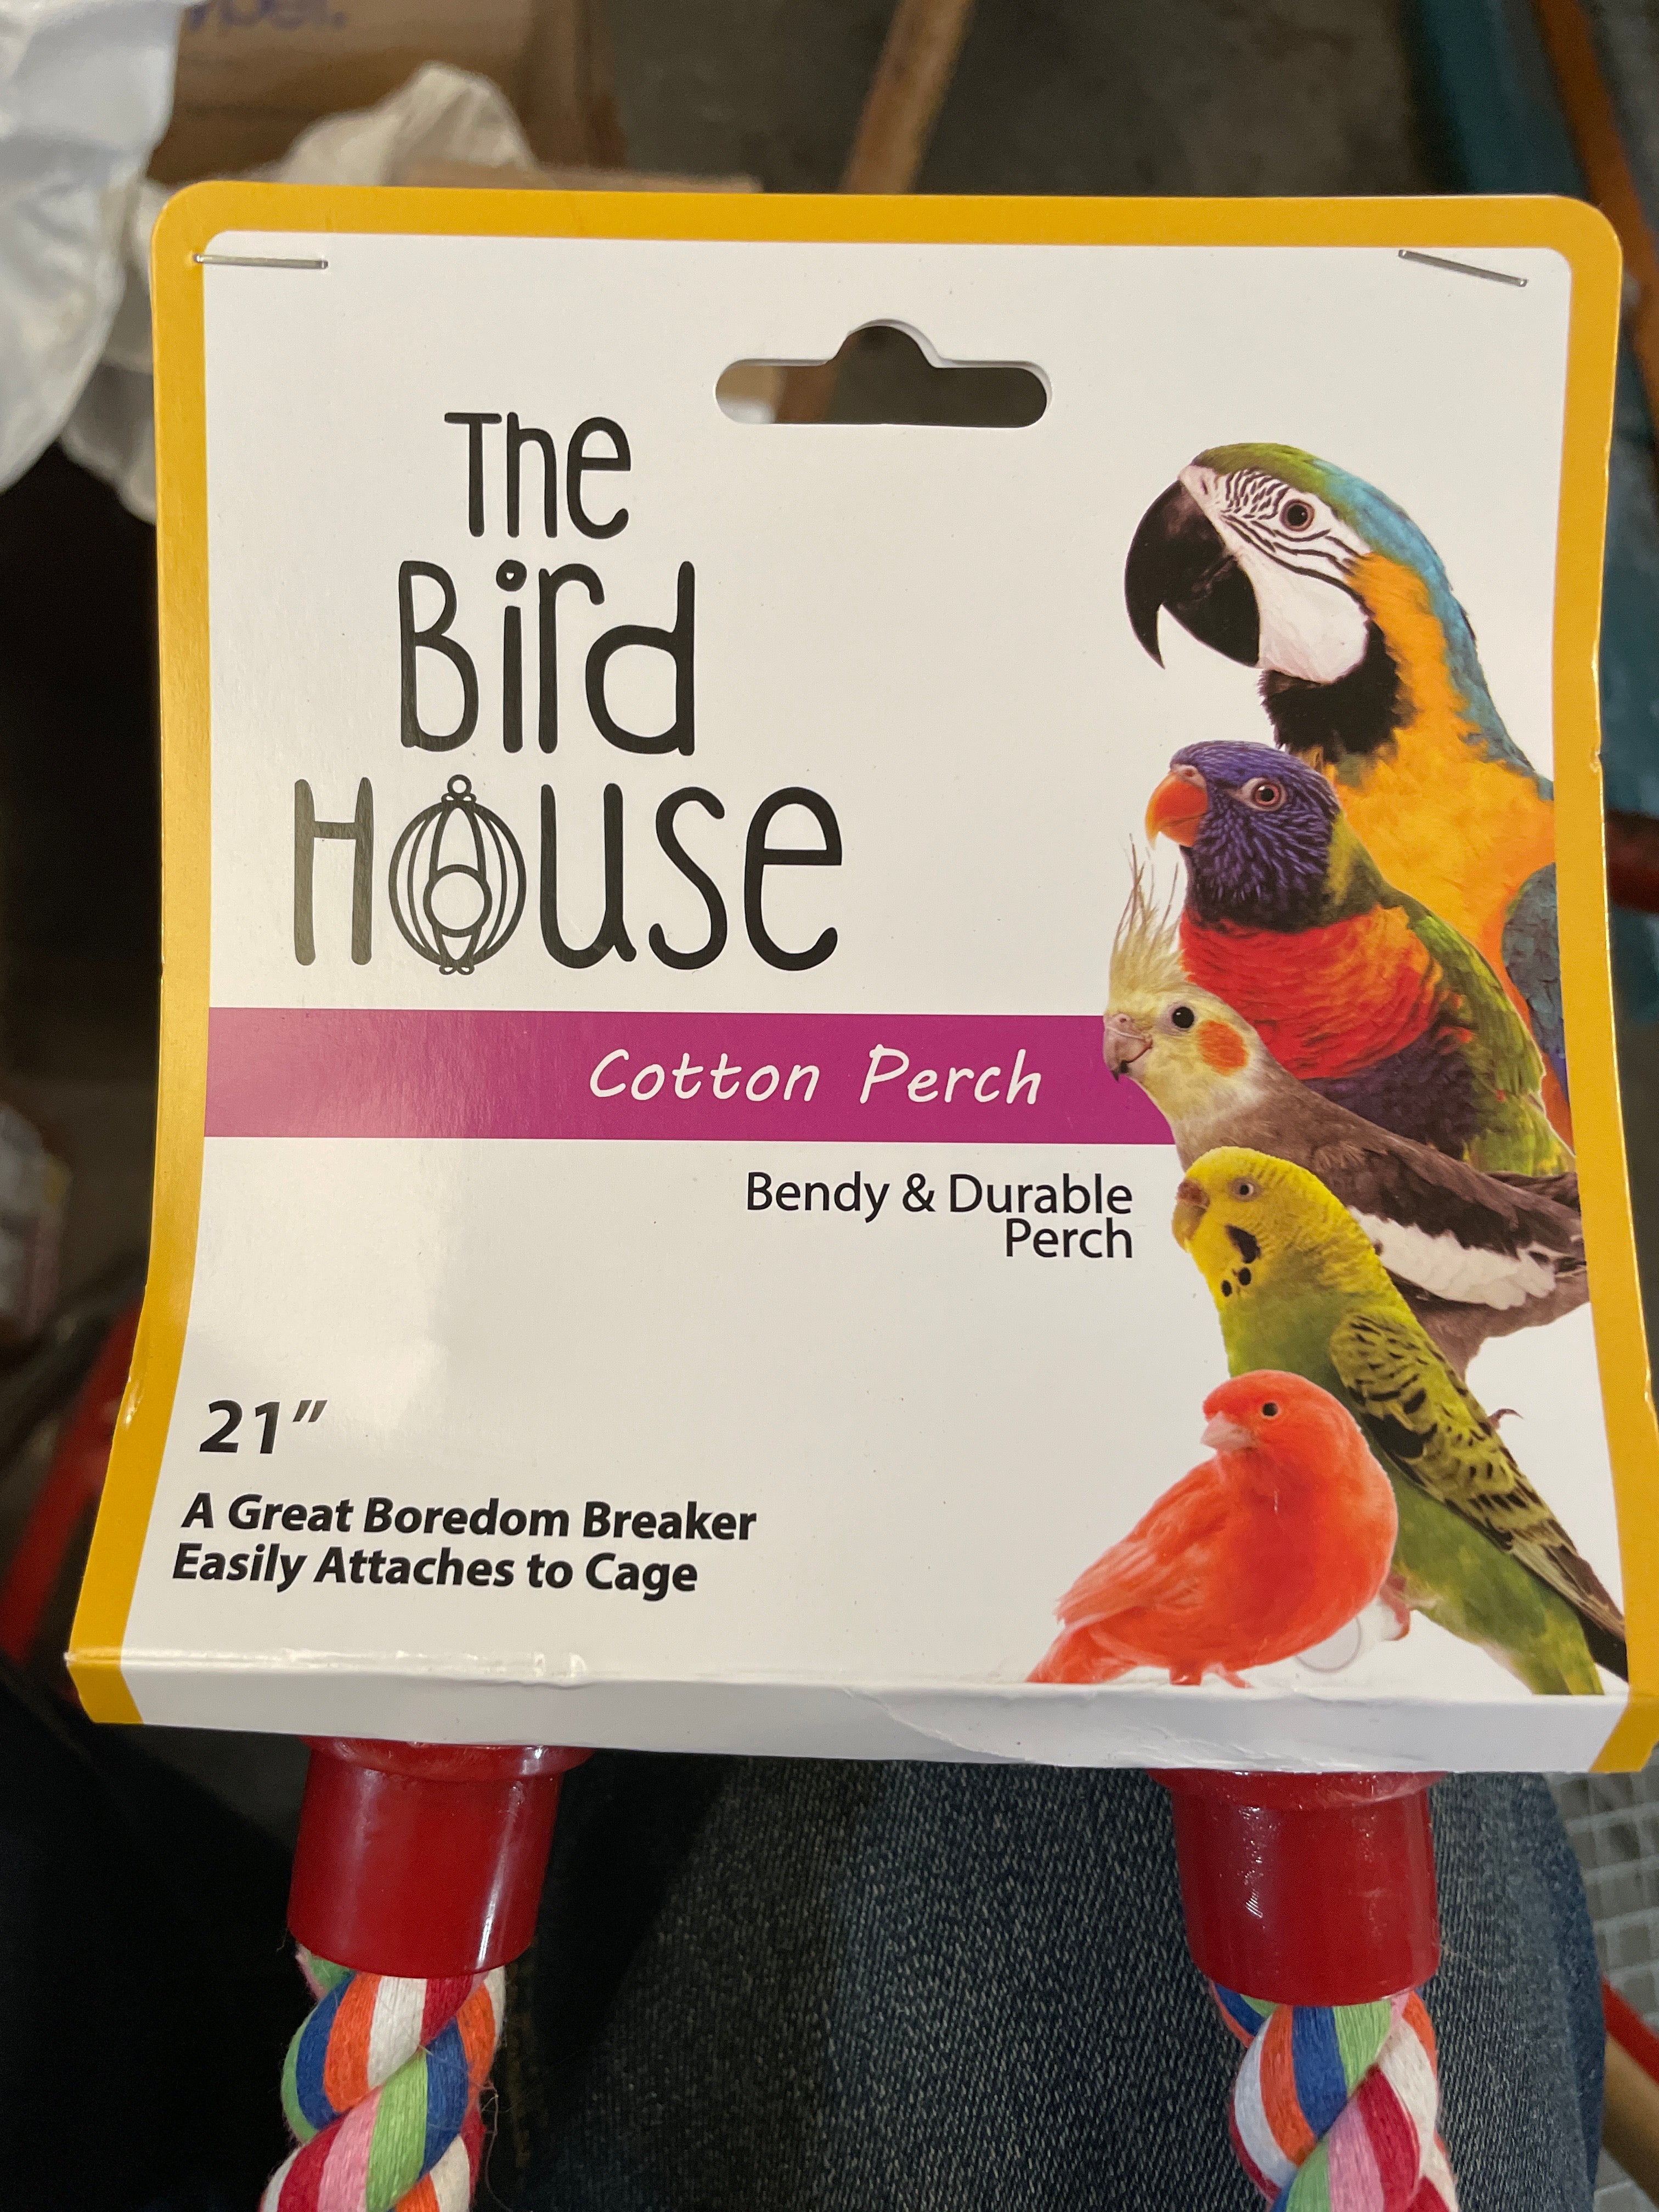 The
Bird
House
Cotton Perch
Bendy & Durable
Perch
21"
A Great Boredom Breaker
Easily Attaches to Cage